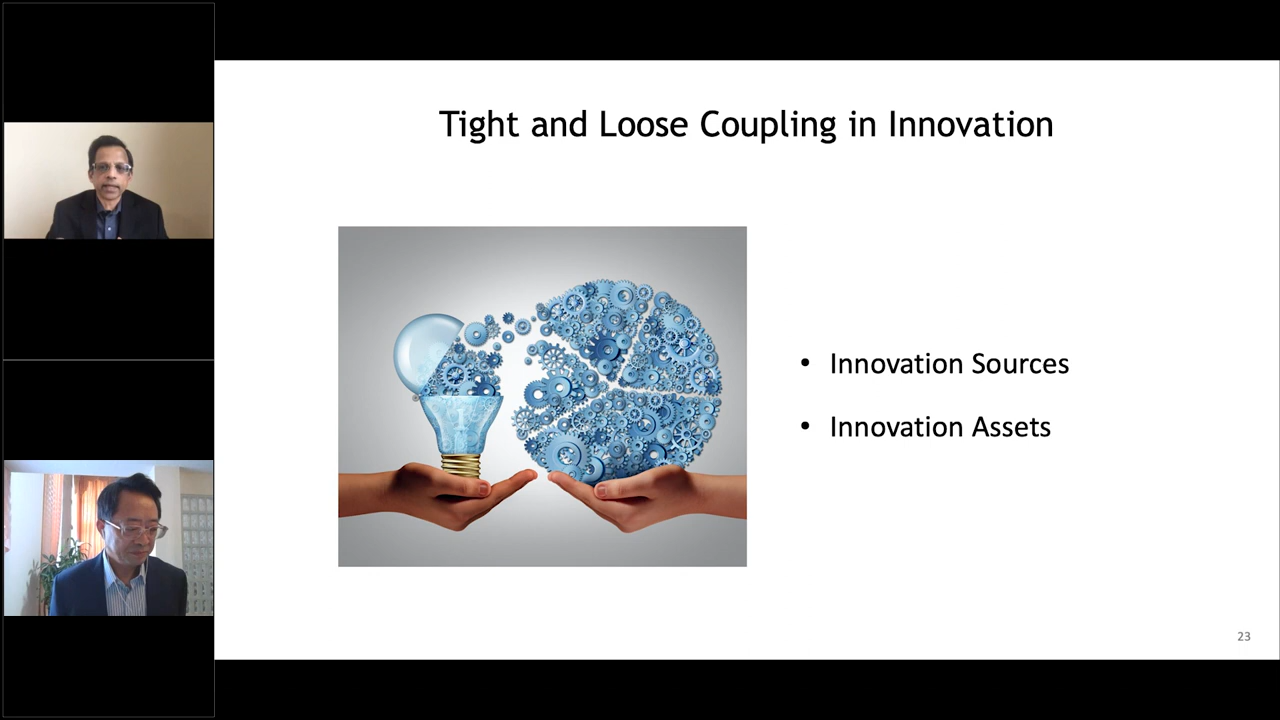 Tight and Loose Coupling in Innovation
• Innovation Sources
• Innovation Assets
23